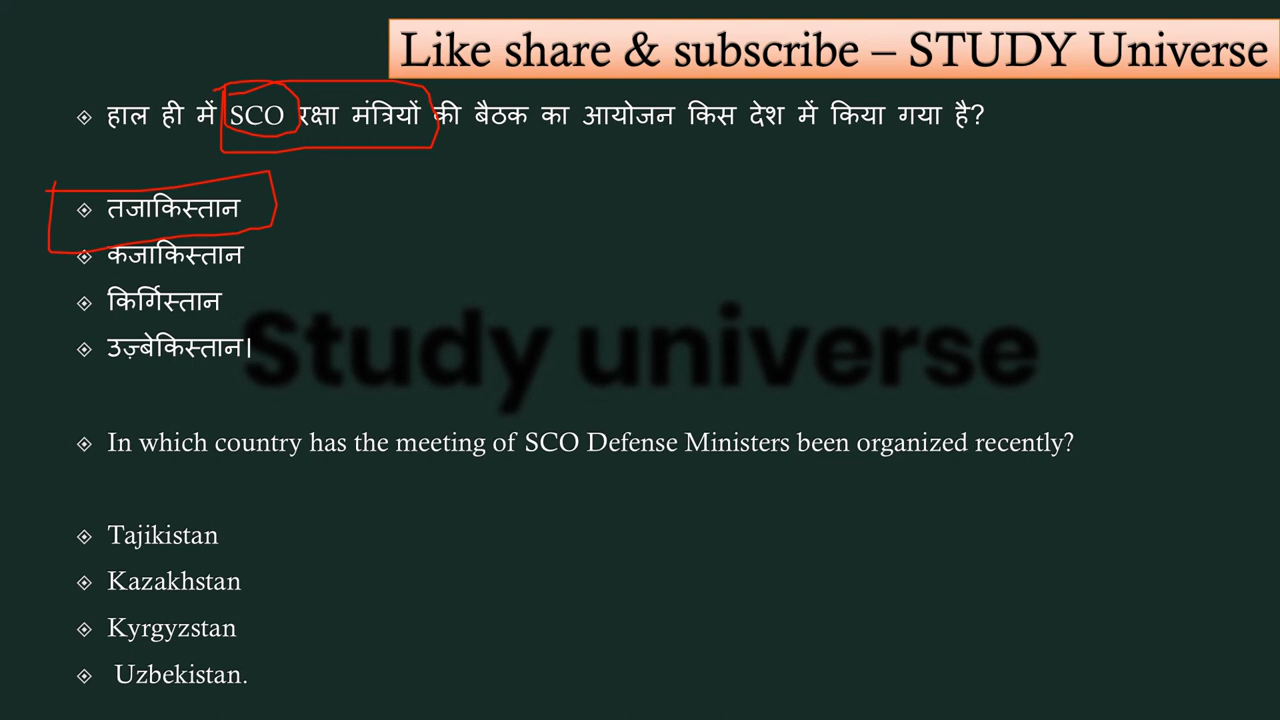 Like share & subscribe – STUDY Universe
हाल ही में SCO रक्षा मंत्रियों की बैठक का आयोजन किस देश में किया गया है?
तजाकिस्तान
कजाकिस्तान
किर्गिस्तान
उज़्बेकिस्तान।
Study universe
In which country has the meeting of SCO Defense Ministers been organized recently?
Tajikistan
Kazakhstan
Kyrgyzstan
Uzbekistan.